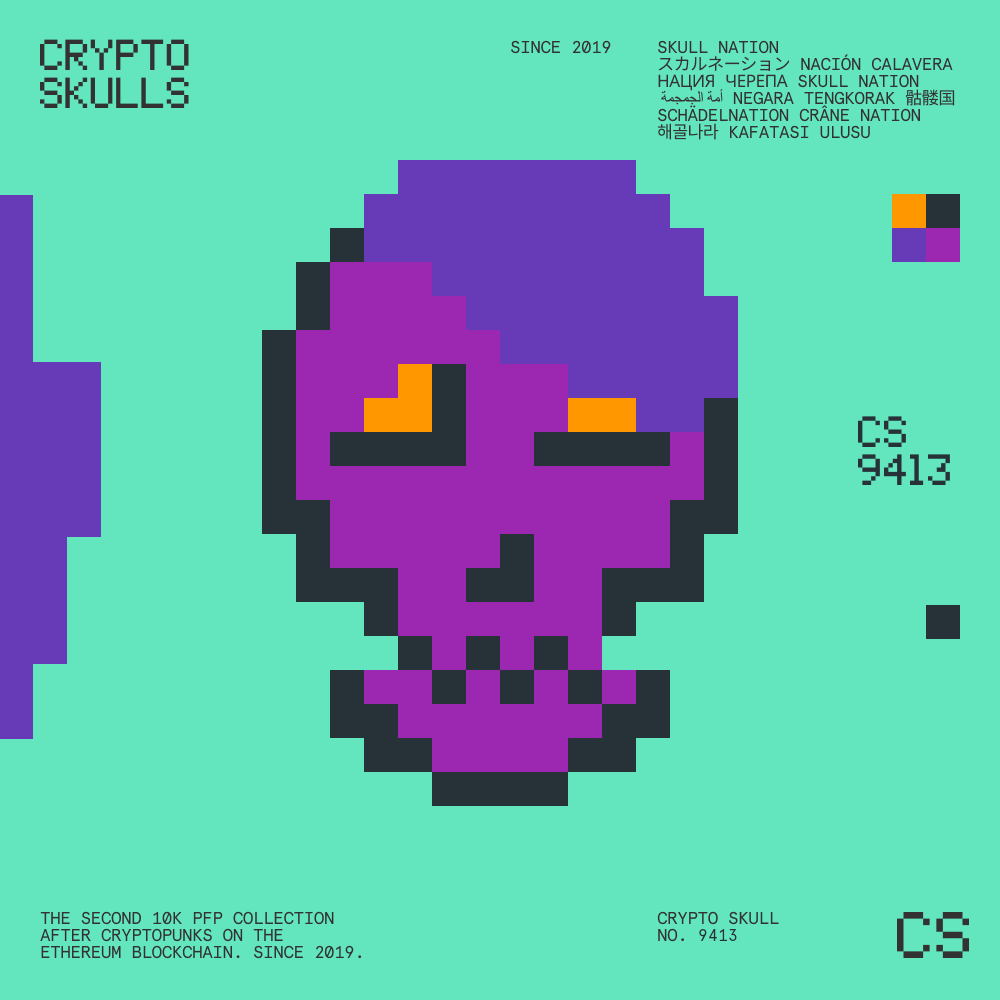 CRYPTO
SKULLS
SINCE 2019
SKULL NATION
スカルネーション NACIÓN CALAVERA
НАЦИЯ ЧЕРЕПА SKULL NATION
أمة الجمجمة NEGARA TENGKORAK 骷髅国
SCHÄDELNATION CRÂNE NATION
해골나라 KAFATASI ULUSU
CS
9413
THE SECOND 10K PFP COLLECTION
AFTER CRYPTOPUNKS ON THE
ETHEREUM BLOCKCHAIN. SINCE 2019.
CRYPTO SKULL
NO. 9413
CS